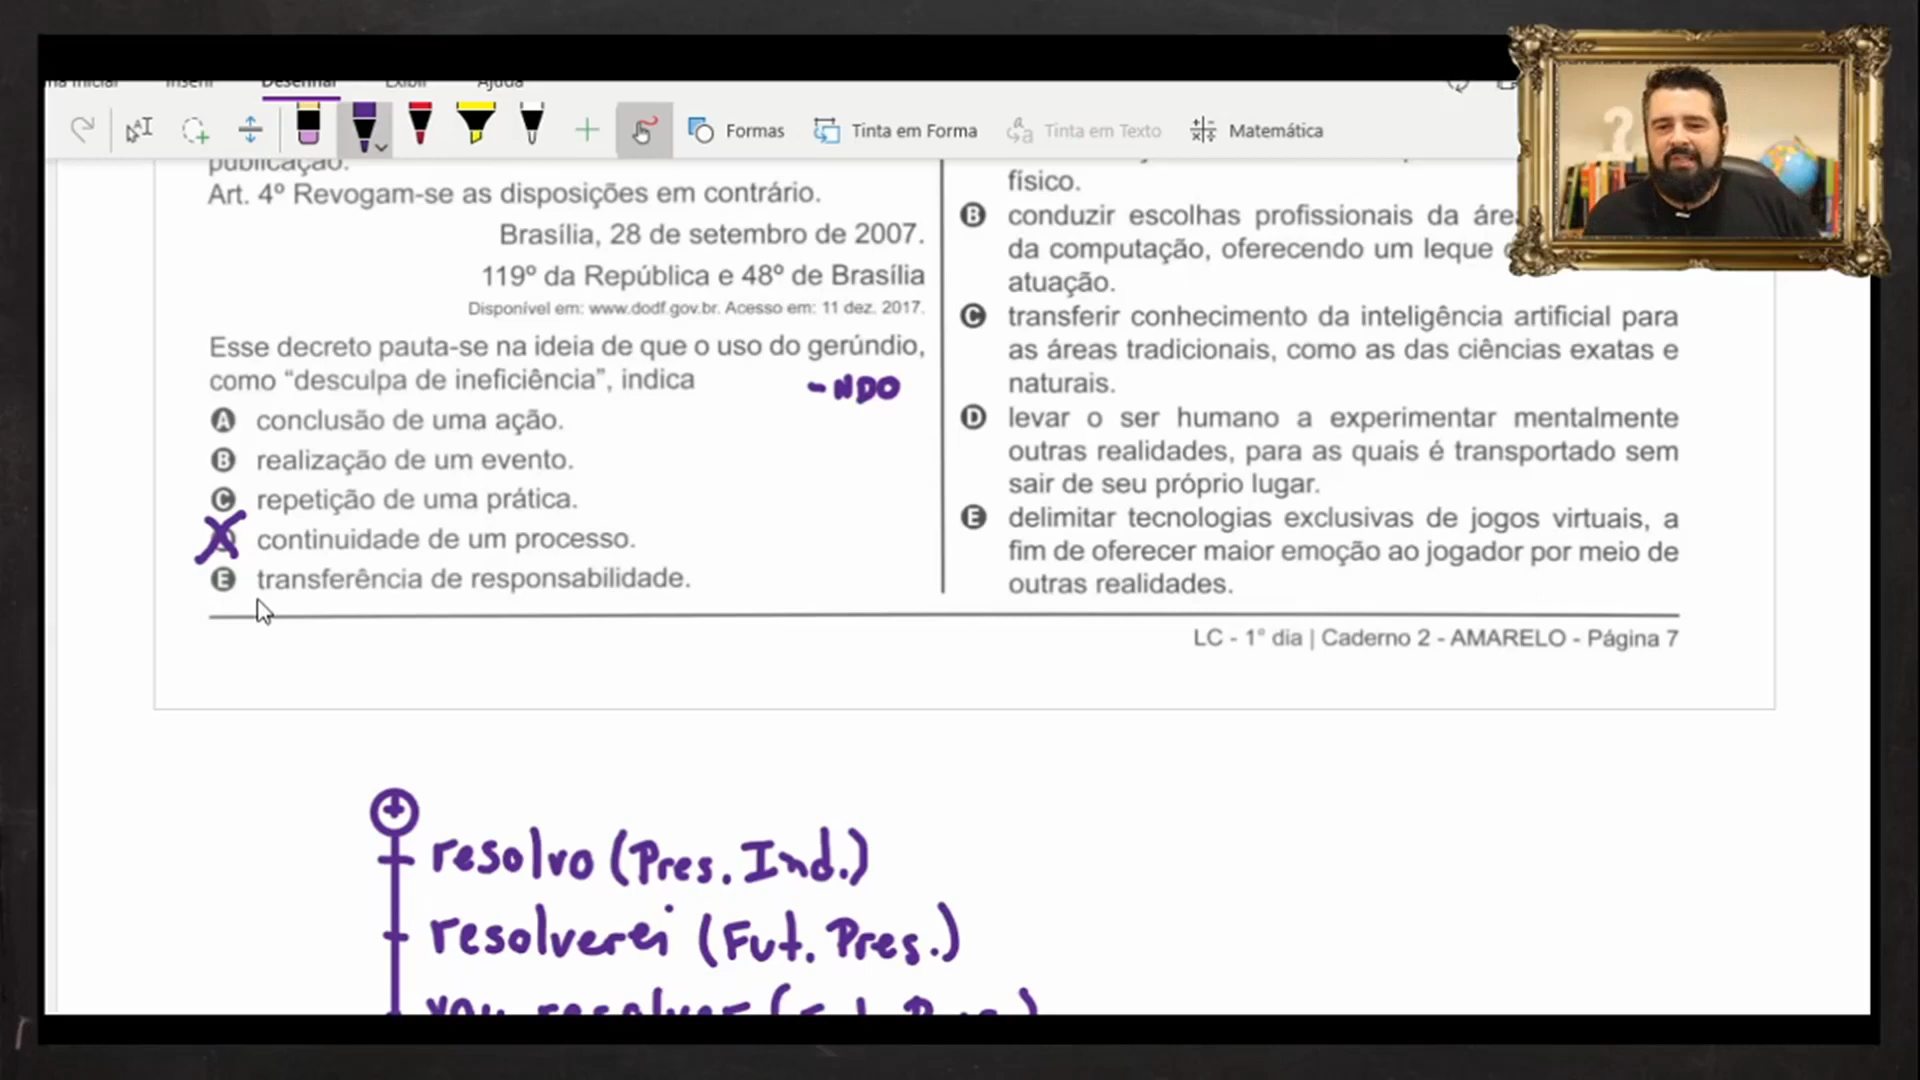 Inserir
Desenhar
Exibir
Ajuda
Formas
Tinta em Forma
Tinta em Texto
Matemática
publicação.
Art. 4º Revogam-se as disposições em contrário.
Brasília, 28 de setembro de 2007.
119º da República e 48º de Brasília
Disponível em: www.dodf.gov.br. Acesso em: 11 dez. 2017.
Esse decreto pauta-se na ideia de que o uso do gerúndio,
como “desculpa de ineficiência”, indica
- NDO
A conclusão de uma ação.
B realização de um evento.
C repetição de uma prática.
continuidade de um processo.
E transferência de responsabilidade.
físico.
B conduzir escolhas profissionais da
da computação, oferecendo um leque
atuação.
C transferir conhecimento da inteligência artificial para
as áreas tradicionais, como as das ciências exatas e
naturais.
D levar o ser humano a experimentar mentalmente
outras realidades, para as quais é transportado sem
sair de seu próprio lugar.
E delimitar tecnologias exclusivas de jogos virtuais, a
fim de oferecer maior emoção ao jogador por meio de
outras realidades.
LC - 1° dia | Caderno 2 - AMARELO - Página 7
resolvo (Pres. Ind.)
resolverei (Fut. Pres.)
vou resolver